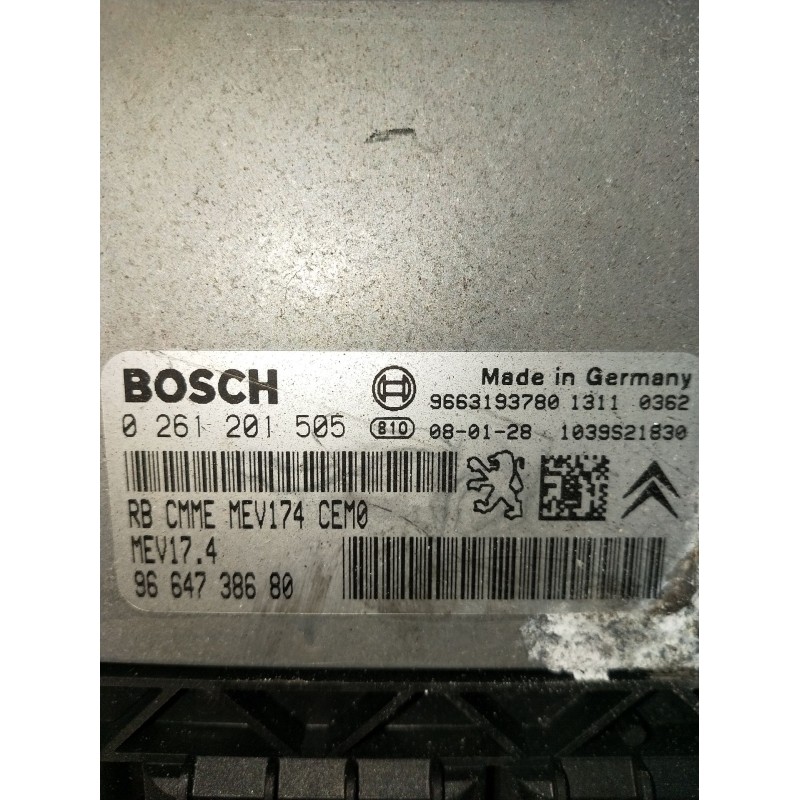 BOSCH
Made in Germany
9663193780 1311 0362
0 261 201 505
810 08-01-28 1039S21830
RB CMME MEV174 CEM0
MEV17.4
96 647 386 80